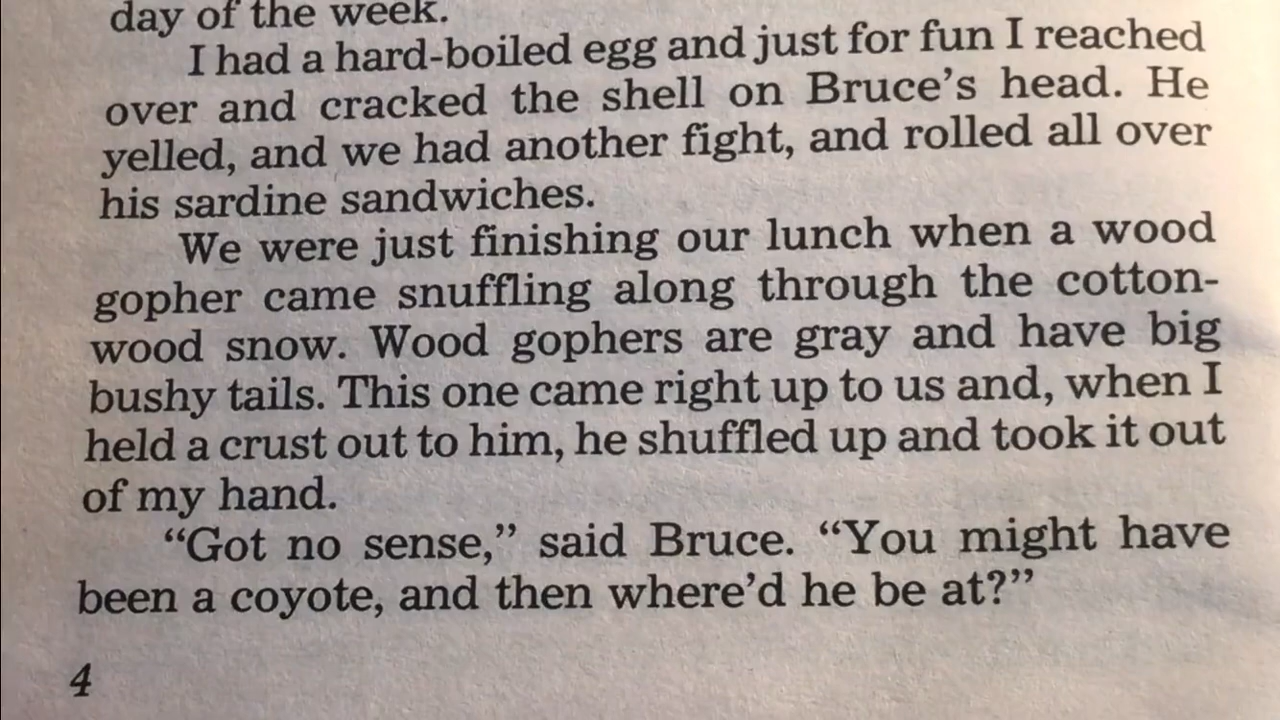 day of the week.
I had a hard-boiled egg and just for fun I reached
over and cracked the shell on Bruce’s head. He
yelled, and we had another fight, and rolled all over
his sardine sandwiches.
We were just finishing our lunch when a wood
gopher came snuffling along through the cotton-
wood snow. Wood gophers are gray and have big
bushy tails. This one came right up to us and, when I
held a crust out to him, he shuffled up and took it out
of my hand.
“Got no sense,” said Bruce. “You might have
been a coyote, and then where’d he be at?”
4